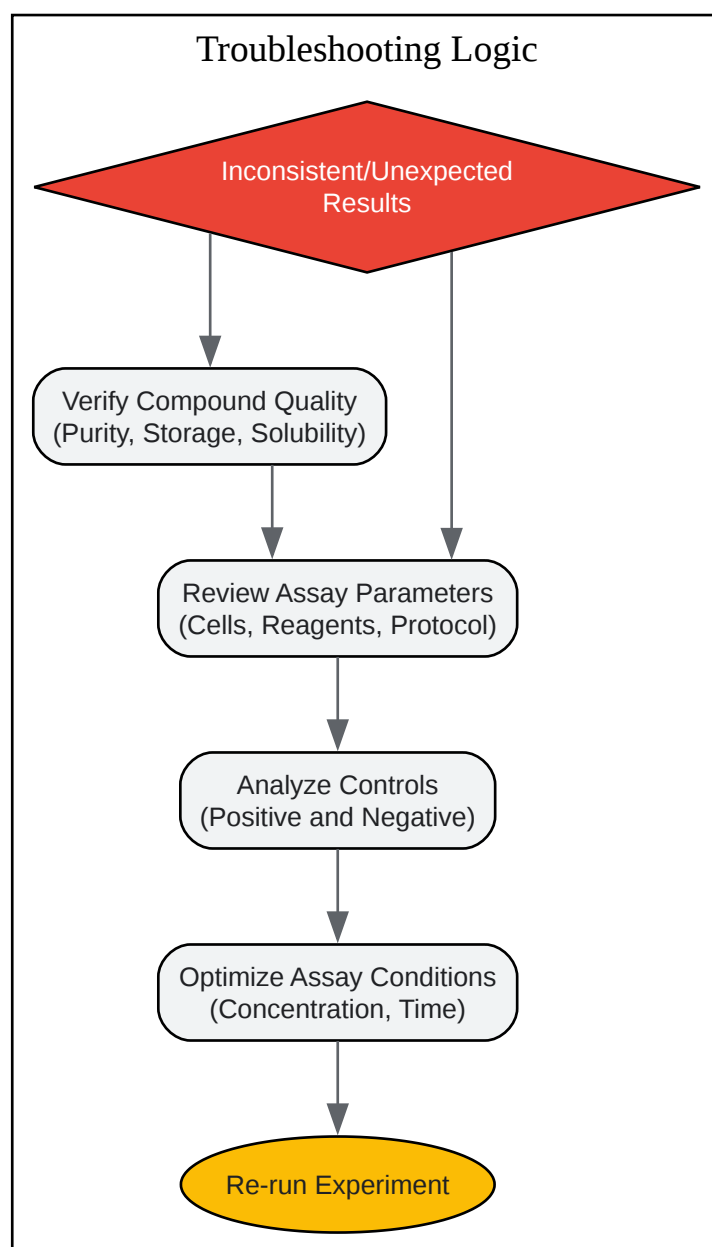 Troubleshooting Logic
Inconsistent/Unexpected
Results
Verify Compound Quality
(Purity, Storage, Solubility)
Review Assay Parameters
(Cells, Reagents, Protocol)
Analyze Controls
(Positive and Negative)
Optimize Assay Conditions
(Concentration, Time)
Re-run Experiment